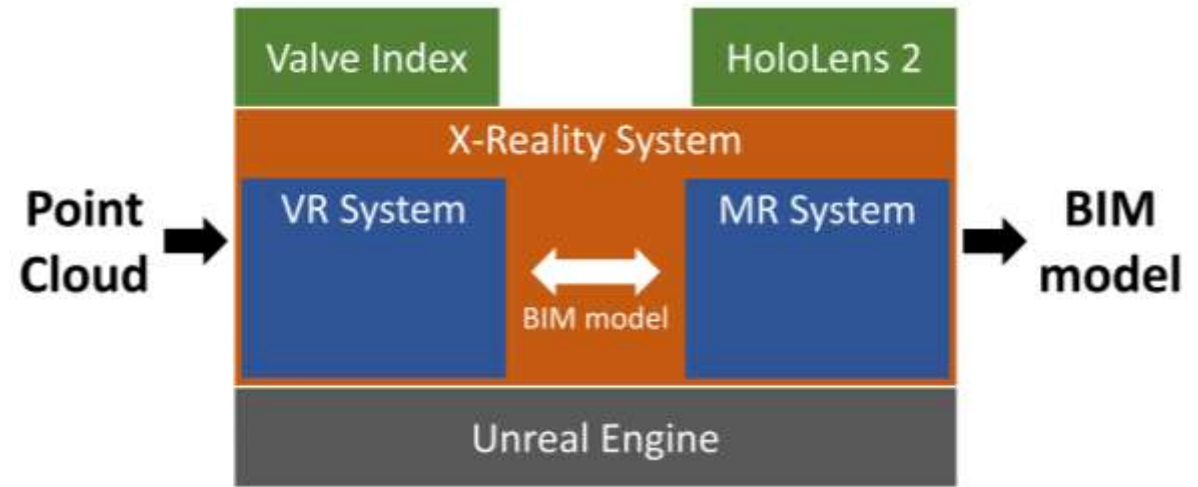 Valve Index
HoloLens 2
X-Reality System
Point
Cloud
VR System
MR System
BIM model
BIM
model
Unreal Engine